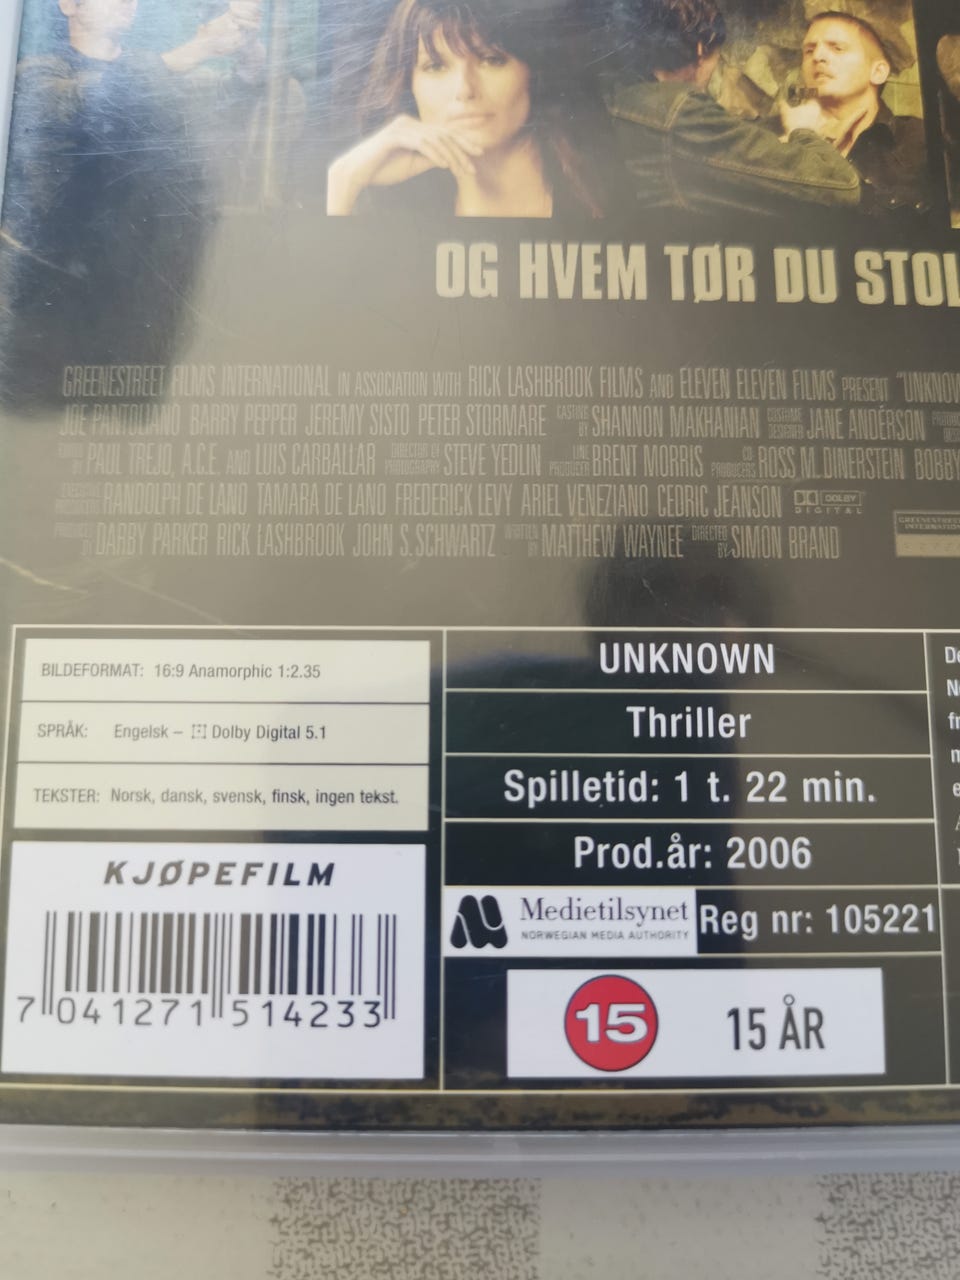 OG HVEM TØR DU STOL
GREENESTREET FILMS INTERNATIONAL IN ASSOCIATION WITH RICK LASHBROOK FILMS AND ELEVEN ELEVEN FILMS PRESENT "UNKNOW
JOE PANTOLIANO BARRY PEPPER JEREMY SISTO PETER STORMARE CASTING BY SHANNON MAKHANIAN COSTUME DESIGNER JANE ANDERSON
PAUL TREJO, A.C.E. AND LUIS CARBALLAR DIRECTOR OF PHOTOGRAPHY STEVE YEDLIN LINE PRODUCER BRENT MORRIS CO PRODUCERS ROSS M. DINERSTEIN BOBBY
RANDOLPH DE LANO TAMARA DE LANO FREDERICK LEVY ARIEL VENEZIANO CEDRIC JEANSON DOLBY DIGITAL
BY DARBY PARKER RICK LASHBROOK JOHN S. SCHWARTZ WRITTEN BY MATTHEW WAYNEE DIRECTED BY SIMON BRAND
GREENESTREET
INTERNATIONAL
BILDEFORMAT: 16:9 Anamorphic 1:2.35
SPRÅK: Engelsk – Dolby Digital 5.1
TEKSTER: Norsk, dansk, svensk, finsk, ingen tekst.
KJØPEFILM
7 041271 514233
UNKNOWN
Thriller
Spilletid: 1 t. 22 min.
Prod.år: 2006
Medietilsynet
NORWEGIAN MEDIA AUTHORITY
Reg nr: 105221
15 15 ÅR